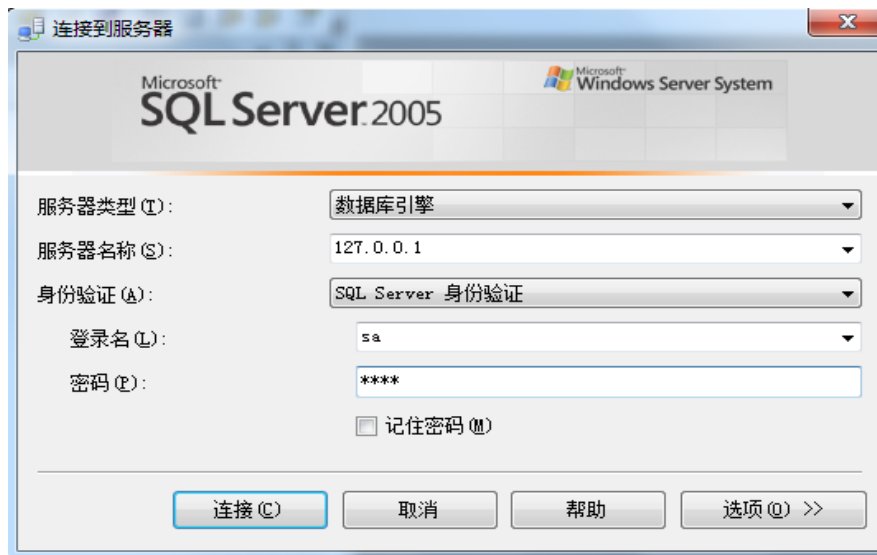 连接到服务器
Microsoft
SQL Server 2005
Microsoft
Windows Server System
服务器类型(T):
数据库引擎
服务器名称(S):
127.0.0.1
身份验证(A):
SQL Server 身份验证
登录名(L):
sa
密码(P):
****
记住密码(M)
连接(C)
取消
帮助
选项(O) >>